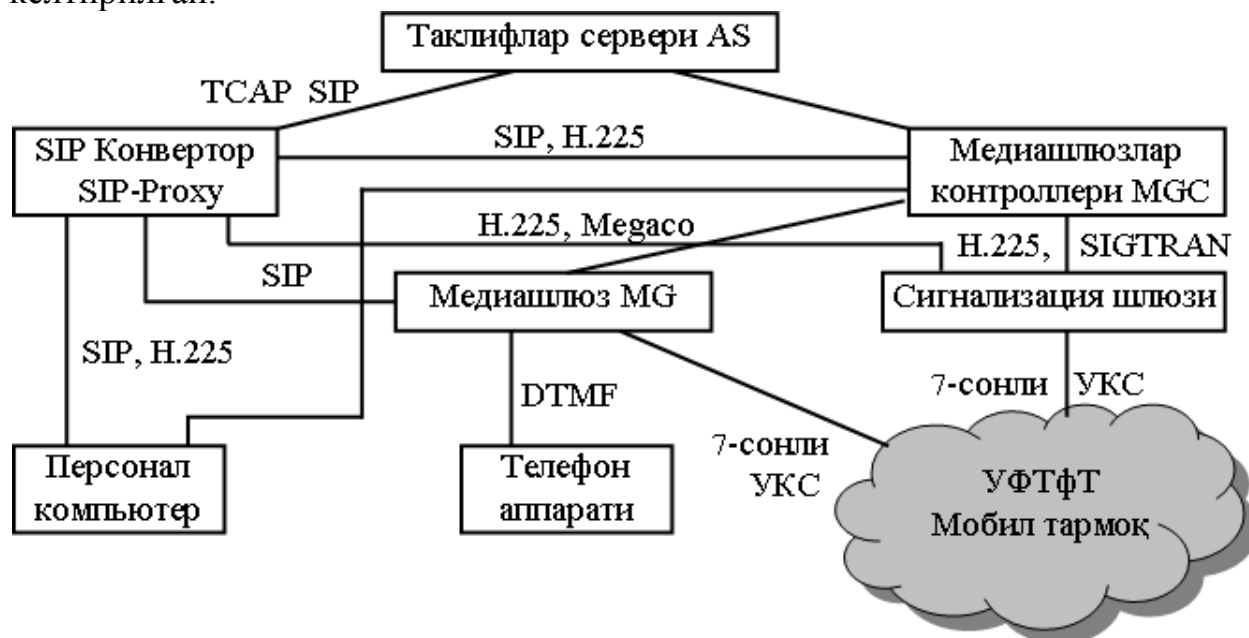 келтирилган.
Таклифлар сервери AS
TCAP SIP
SIP Конвертор
SIP-Proxy
SIP, H.225
Медиашлюзлар
контроллери MGC
H.225, Megaco
H.225, SIGTRAN
SIP
Медиашлюз MG
Сигнализация шлюзи
SIP, H.225
DTMF
7-сонли УКС
7-сонли
УКС
Персонал
компьютер
Телефон
аппарати
УФТфТ
Мобил тармоқ